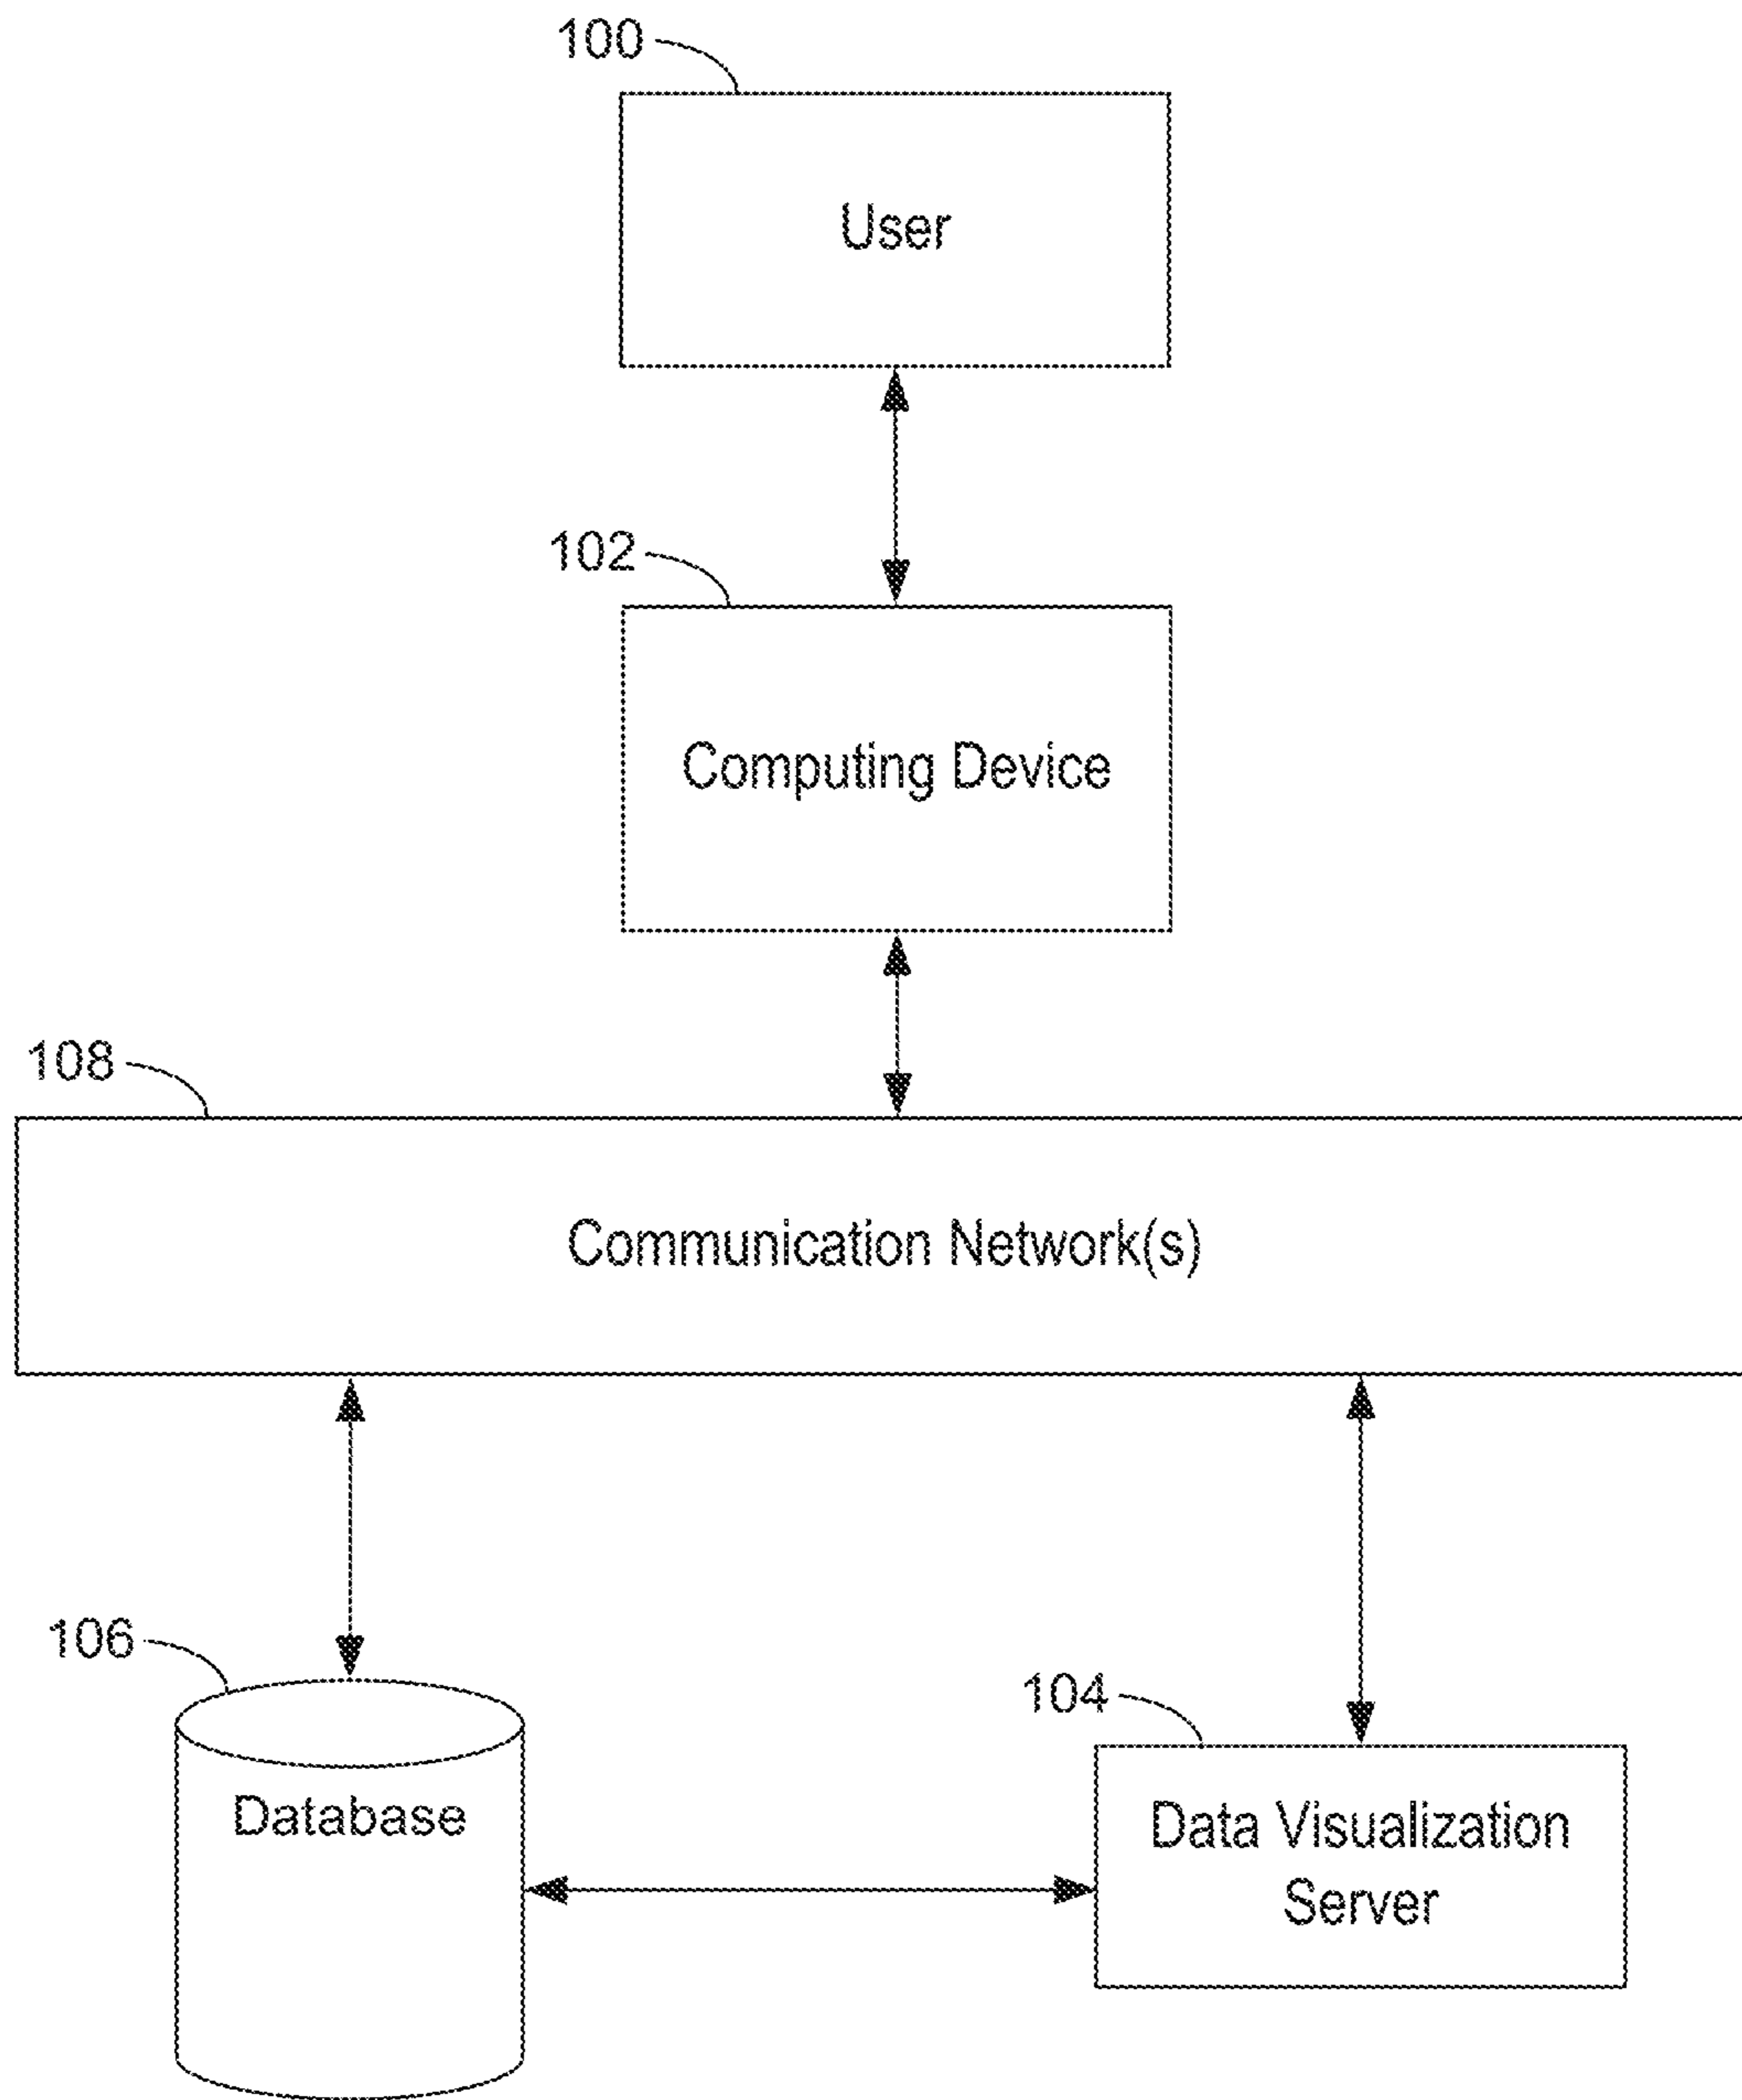 100
User
102
Computing Device
108
Communication Network(s)
106
Database
104
Data Visualization
Server